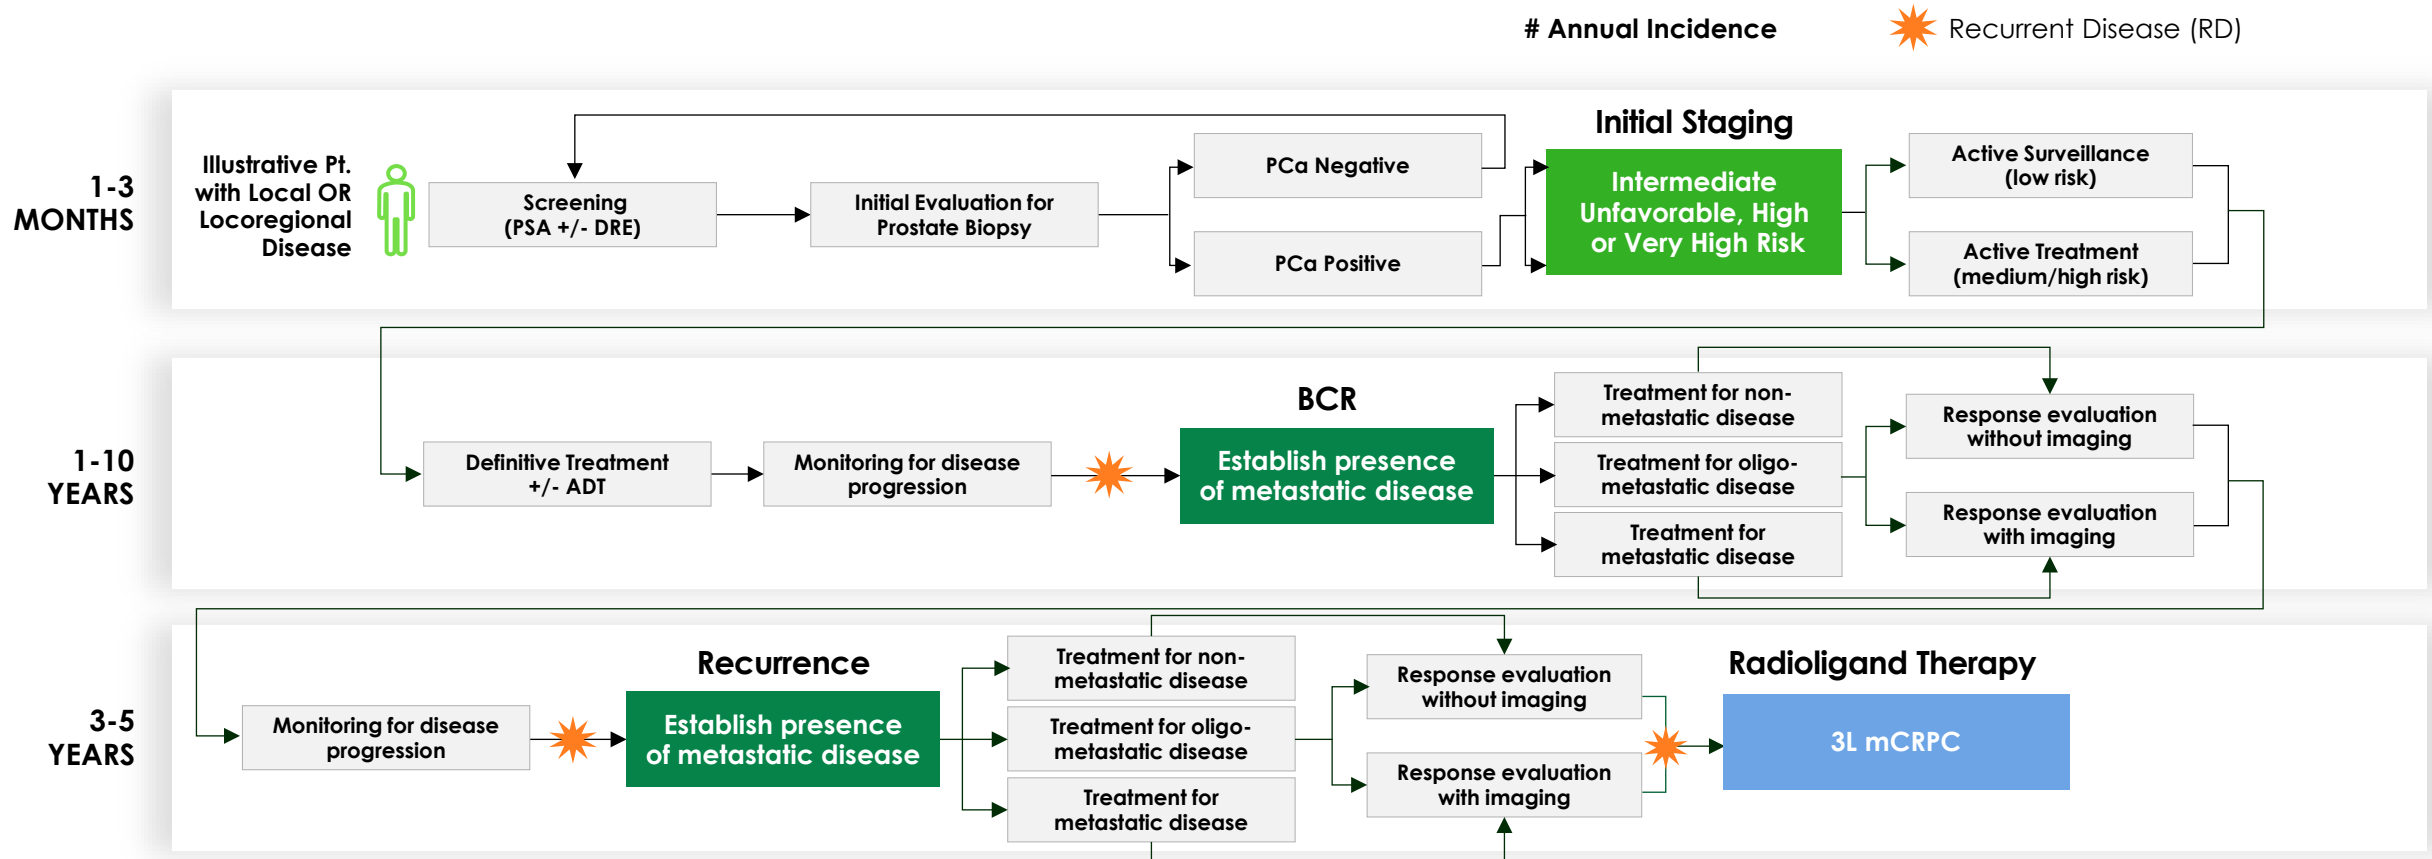 # Annual Incidence
Recurrent Disease (RD)
1-3
MONTHS
Illustrative Pt.
with Local OR
Locoregional
Disease
Screening
(PSA +/- DRE)
Initial Evaluation for
Prostate Biopsy
PCa Negative
PCa Positive
Initial Staging
Intermediate
Unfavorable, High
or Very High Risk
Active Surveillance
(low risk)
Active Treatment
(medium/high risk)
1-10
YEARS
Definitive Treatment
+/- ADT
Monitoring for disease
progression
BCR
Establish presence
of metastatic disease
Treatment for non-
metastatic disease
Treatment for oligo-
metastatic disease
Treatment for
metastatic disease
Response evaluation
without imaging
Response evaluation
with imaging
3-5
YEARS
Monitoring for disease
progression
Recurrence
Establish presence
of metastatic disease
Treatment for non-
metastatic disease
Treatment for oligo-
metastatic disease
Treatment for
metastatic disease
Response evaluation
without imaging
Response evaluation
with imaging
Radioligand Therapy
3L mCRPC